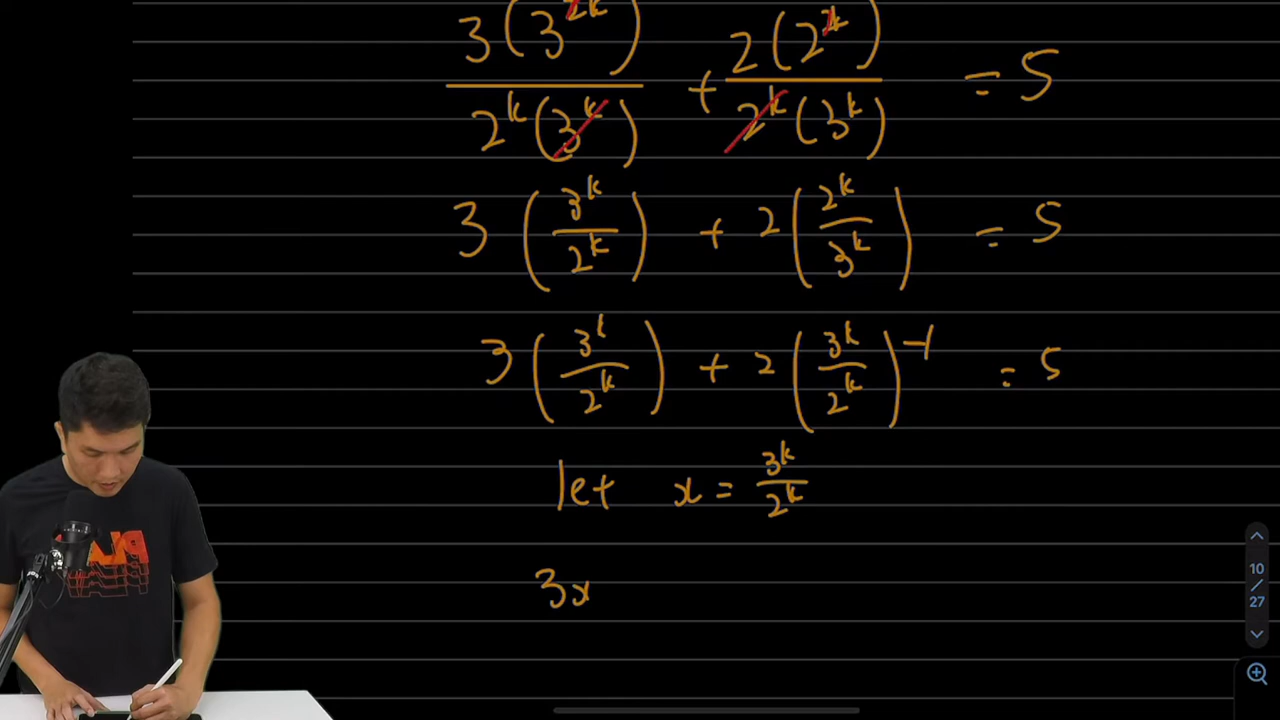 3(3^{2k}) / 2^k(3^k) + 2(2^{2k}) / 2^k(3^k) = 5
3(3^k / 2^k) + 2(2^k / 3^k) = 5
3(3^k / 2^k) + 2(3^k / 2^k)^{-1} = 5
let x = 3^k / 2^k
3x
10
/
27